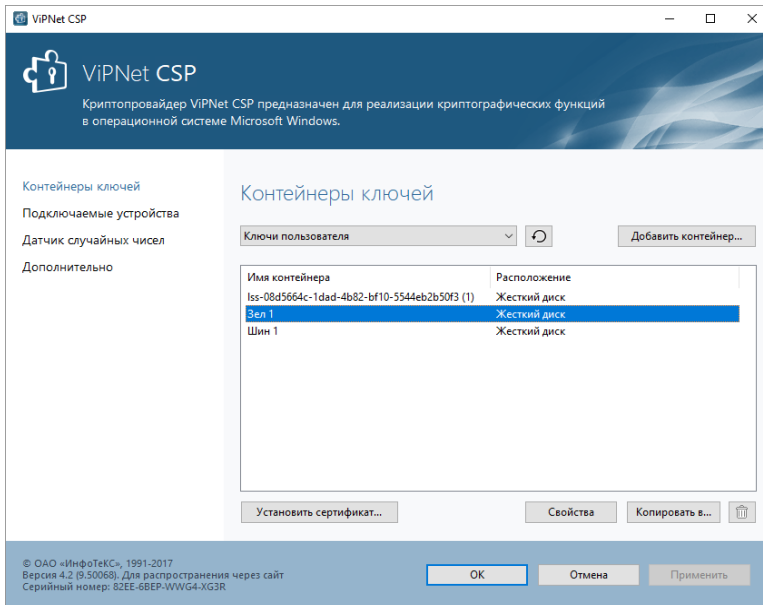 ViPNet CSP
ViPNet CSP
Криптопровайдер ViPNet CSP предназначен для реализации криптографических функций
в операционной системе Microsoft Windows.
Контейнеры ключей
Подключаемые устройства
Датчик случайных чисел
Дополнительно
Контейнеры ключей
Ключи пользователя
Добавить контейнер...
Имя контейнера Расположение
lss-08d5664c-1dad-4b82-bf10-5544eb2b50f3 (1) Жесткий диск
Зел 1 Жесткий диск
Шин 1 Жесткий диск
Установить сертификат... Свойства Копировать в...
© ОАО «ИнфоТеКС», 1991-2017
Версия 4.2 (9.50068). Для распространения через сайт
Серийный номер: 82EE-6BEP-WWG4-XG3R
OK Отмена Применить